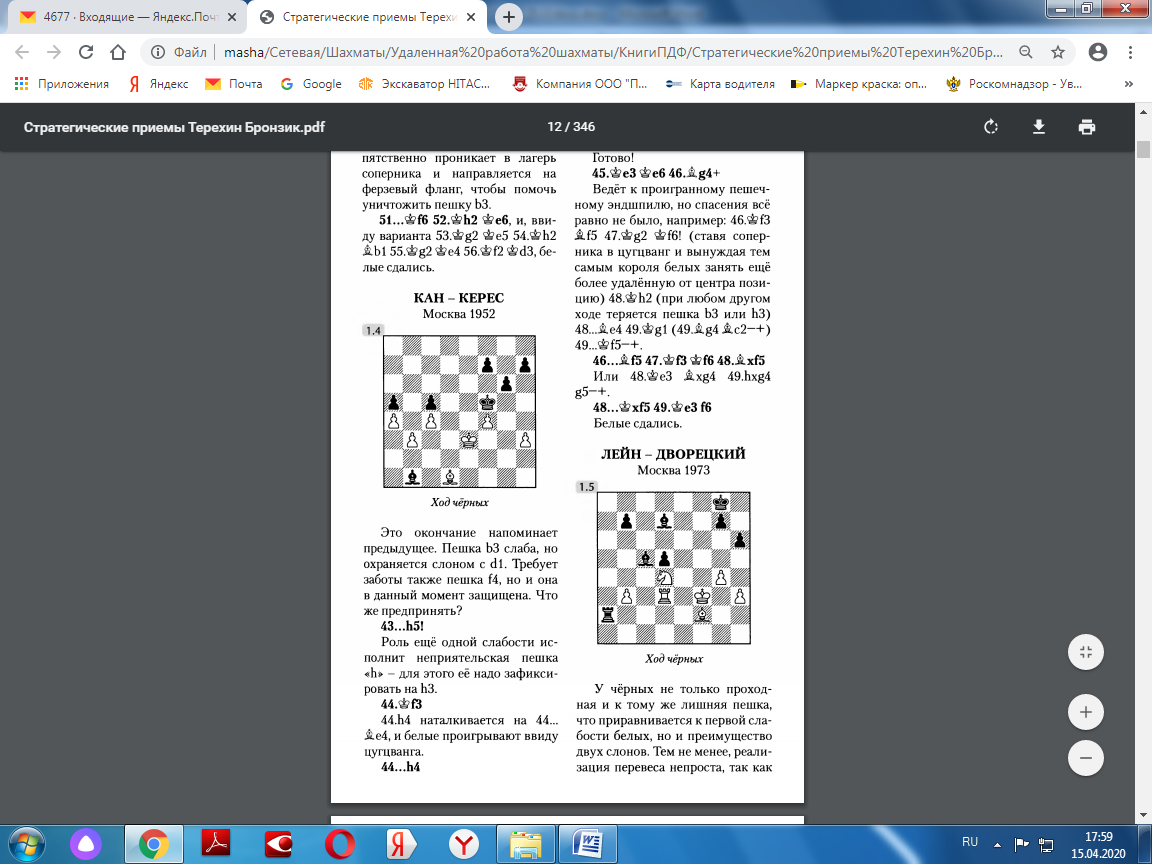 4677 · Входящие — Яндекс.Поч
Стратегические приемы Терехи
Файл
masha/Сетевая/Шахматы/Удаленная%20работа%20шахматы/КнигиПДФ/Стратегические%20приемы%20Терехин%20Бр...
Приложения
Яндекс
Почта
Google
Экскаватор HITAC...
Компания ООО "П...
Карта водителя
Маркер краска: оп...
Роскомнадзор - Ув...
»
Стратегические приемы Терехин Бронзик.pdf
12 / 346
пятственно проникает в лагерь
соперника и направляется на
ферзевый фланг, чтобы помочь
уничтожить пешку b3.
51...♔f6 52.♔h2 ♔e6, и, вви-
ду варианта 53.♔g2 ♔e5 54.♔h2
♗b1 55.♔g2 ♔e4 56.♔f2 ♔d3, бе-
лые сдались.
КАН – КЕРЕС
Москва 1952
1.4
Ход чёрных
Это окончание напоминает
предыдущее. Пешка b3 слаба, но
охраняется слоном с d1. Требует
заботы также пешка f4, но и она
в данный момент защищена. Что
же предпринять?
43...h5!
Роль ещё одной слабости ис-
полнит неприятельская пешка
«h» – для этого её надо зафикси-
ровать на h3.
44.♔f3
44.h4 наталкивается на 44...
♗e4, и белые проигрывают ввиду
цугцванга.
44...h4
Готово!
45.♔e3 ♔e6 46.♗g4+
Ведёт к проигранному пешеч-
ному эндшпилю, но спасения всё
равно не было, например: 46.♔f3
♗f5 47.♔g2 ♔f6! (ставя сопер-
ника в цугцванг и вынуждая тем
самым короля белых занять ещё
более удалённую от центра пози-
цию) 48.♔h2 (при любом другом
ходе теряется пешка b3 или h3)
48...♗e4 49.♔g1 (49.♗g4 ♗c2–+)
49...♔f5–+.
46...♗f5 47.♔f3 ♔f6 48.♗xf5
Или 48.♔e3 ♗xg4 49.hxg4
g5–+.
48...♔xf5 49.♔e3 f6
Белые сдались.
ЛЕЙН – ДВОРЕЦКИЙ
Москва 1973
1.5
Ход чёрных
У чёрных не только проход-
ная и к тому же лишняя пешка,
что приравнивается к первой сла-
бости белых, но и преимущество
двух слонов. Тем не менее, реали-
зация перевеса непроста, так как
RU
17:59
15.04.2020